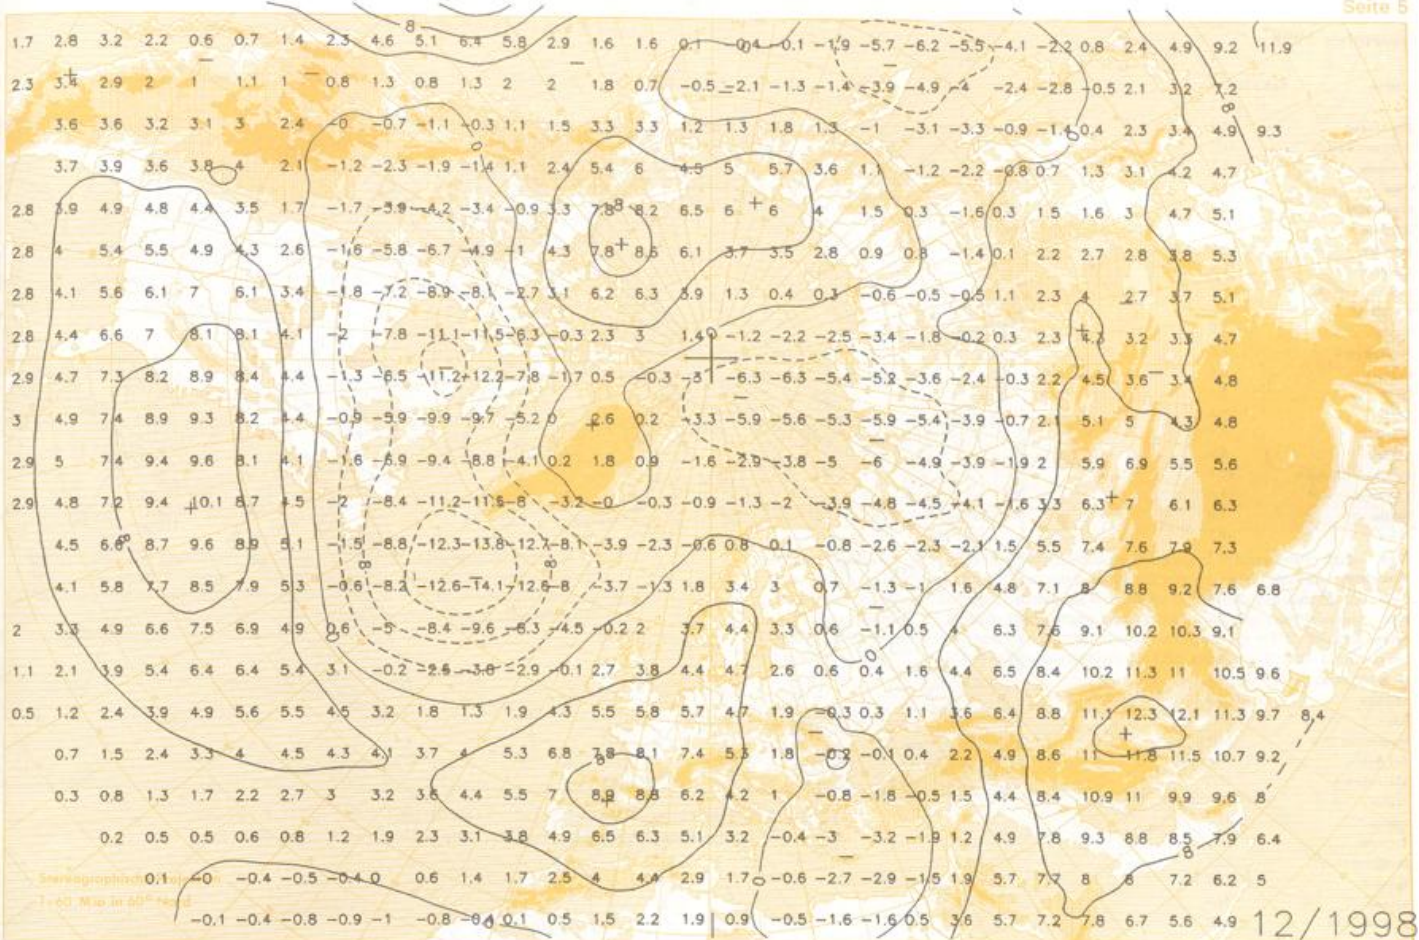 Seite 5
1.7 2.8 3.2 2.2 0.6 0.7 1.4 2.3 4.6 5.1 6.4 5.8 2.9 1.6 1.6 0.1 -0.4 -0.1 -1.9 -5.7 -6.2 -5.5 -4.1 -2.2 0.8 2.4 4.9 9.2 11.9
2.3 3.4 2.9 2 1 1.1 1 0.8 1.3 0.8 1.3 2 2 1.8 0.7 -0.5 -2.1 -1.3 -1.4 -3.9 -4.9 -4 -2.4 -2.8 -0.5 2.1 3.2 7.2
3.6 3.6 3.2 3.1 3 2.4 -0 -0.7 -1.1 -0.3 1.1 1.5 3.3 3.3 1.2 1.3 1.8 1.3 -1 -3.1 -3.3 -0.9 -1.4 0.4 2.3 3.4 4.9 9.3
3.7 3.9 3.6 3.8 4 2.1 -1.2 -2.3 -1.9 -1.4 1.1 2.4 5.4 6 4.5 5 5.7 3.6 1.1 -1.2 -2.2 -0.8 0.7 1.3 3.1 4.2 4.7
2.8 3.9 4.9 4.8 4.4 3.5 1.7 -1.7 -3.9 -4.2 -3.4 -0.9 3.3 7.8 8.2 6.5 6 6 4 1.5 0.3 -1.6 0.3 1.5 1.6 3 4.7 5.1
2.8 4 5.4 5.5 4.9 4.3 2.6 -1.6 -5.8 -6.7 -4.9 -1 4.3 7.8 8.6 6.1 3.7 3.5 2.8 0.9 0.8 -1.4 0.1 2.2 2.7 2.8 3.8 5.3
2.8 4.1 5.6 6.1 7 6.1 3.4 -1.8 -7.2 -8.9 -8.1 -2.7 3.1 6.2 6.3 3.9 1.3 0.4 0.3 -0.6 -0.5 -0.5 1.1 2.3 4 2.7 3.7 5.1
2.8 4.4 6.6 7 8.1 8.1 4.1 -2 -7.8 -11.1 -11.5 -6.3 -0.3 2.3 3 1.4 -1.2 -2.2 -2.5 -3.4 -1.8 -0.2 0.3 2.3 4.3 3.2 3.3 4.7
2.9 4.7 7.3 8.2 8.9 8.4 4.4 -1.3 -6.5 -11.2 -12.2 -7.8 -1.7 0.5 -0.3 -3 -6.3 -6.3 -5.4 -5.2 -3.6 -2.4 -0.3 2.2 4.5 3.6 3.4 4.8
3 4.9 7.4 8.9 9.3 8.2 4.4 -0.9 -5.9 -9.9 -9.7 -5.2 0 2.6 0.2 -3.3 -5.9 -5.6 -5.3 -5.9 -5.4 -3.9 -0.7 2.1 5.1 5 4.3 4.8
2.9 5 7.4 9.4 9.6 8.1 4.1 -1.6 -6.9 -9.4 -8.8 -4.1 0.2 1.8 0.9 -1.6 -2.9 -3.8 -5 -6 -4.9 -3.9 -1.9 2 5.9 6.9 5.5 5.6
2.9 4.8 7.2 9.4 10.1 8.7 4.5 -2 -8.4 -11.2 -11.6 -8 -3.2 -0 -0.3 -0.9 -1.3 -2 -3.9 -4.8 -4.5 -4.1 -1.6 3.3 6.3 7 6.1 6.3
4.5 6.6 8.7 9.6 8.9 5.1 -1.5 -8.8 -12.3 -13.8 -12.7 -8.1 -3.9 -2.3 -0.6 0.8 0.1 -0.8 -2.6 -2.3 -2.1 1.5 5.5 7.4 7.6 7.9 7.3
4.1 5.8 7.7 8.5 7.9 5.3 -0.6 -8.2 -12.6 -14.1 -12.6 -8 -3.7 -1.3 1.8 3.4 3 0.7 -1.3 -1 1.6 4.8 7.1 8 8.8 9.2 7.6 6.8
2 3.3 4.9 6.6 7.5 6.9 4.9 0.6 -5 -8.4 -9.6 -8.3 -4.5 -0.2 2 3.7 4.4 3.3 0.6 -1.1 0.5 4 6.3 7.6 9.1 10.2 10.3 9.1
1.1 2.1 3.9 5.4 6.4 6.4 5.4 3.1 -0.2 -2.6 -3.8 -2.9 -0.1 2.7 3.8 4.4 4.7 2.6 0.6 0.4 1.6 4.4 6.5 8.4 10.2 11.3 11 10.5 9.6
0.5 1.2 2.4 3.9 4.9 5.6 5.5 4.5 3.2 1.8 1.3 1.9 4.3 5.5 5.8 5.7 4.7 1.9 -0.3 0.3 1.1 3.6 6.4 8.8 11.1 12.3 12.1 11.3 9.7 8.4
0.7 1.5 2.4 3.3 4 4.5 4.3 4.1 3.7 4 5.3 6.8 7.8 8.1 7.4 5.3 1.8 -0.2 -0.1 0.4 2.2 4.9 8.6 11 11.8 11.5 10.7 9.2
0.3 0.8 1.3 1.7 2.2 2.7 3 3.2 3.6 4.4 5.5 7 8.9 8.8 6.2 4.2 1 -0.8 -1.8 -0.5 1.5 4.4 8.4 10.9 11 9.9 9.6 8
0.2 0.5 0.5 0.6 0.8 1.2 1.9 2.3 3.1 3.8 4.9 6.5 6.3 5.1 3.2 -0.4 -3 -3.2 -1.9 1.2 4.9 7.8 9.3 8.8 8.5 7.9 6.4
0.1 -0 -0.4 -0.5 -0.4 0 0.6 1.4 1.7 2.5 4 4.4 2.9 1.7 -0.6 -2.7 -2.9 -1.5 1.9 5.7 7.7 8 8 7.2 6.2 5
Stereographische Projektion
1:60 Mio in 60° Nord
-0.1 -0.4 -0.8 -0.9 -1 -0.8 -0.4 0.1 0.5 1.5 2.2 1.9 0.9 -0.5 -1.6 -1.6 0.5 3.6 5.7 7.2 7.8 6.7 5.6 4.9
12/1998